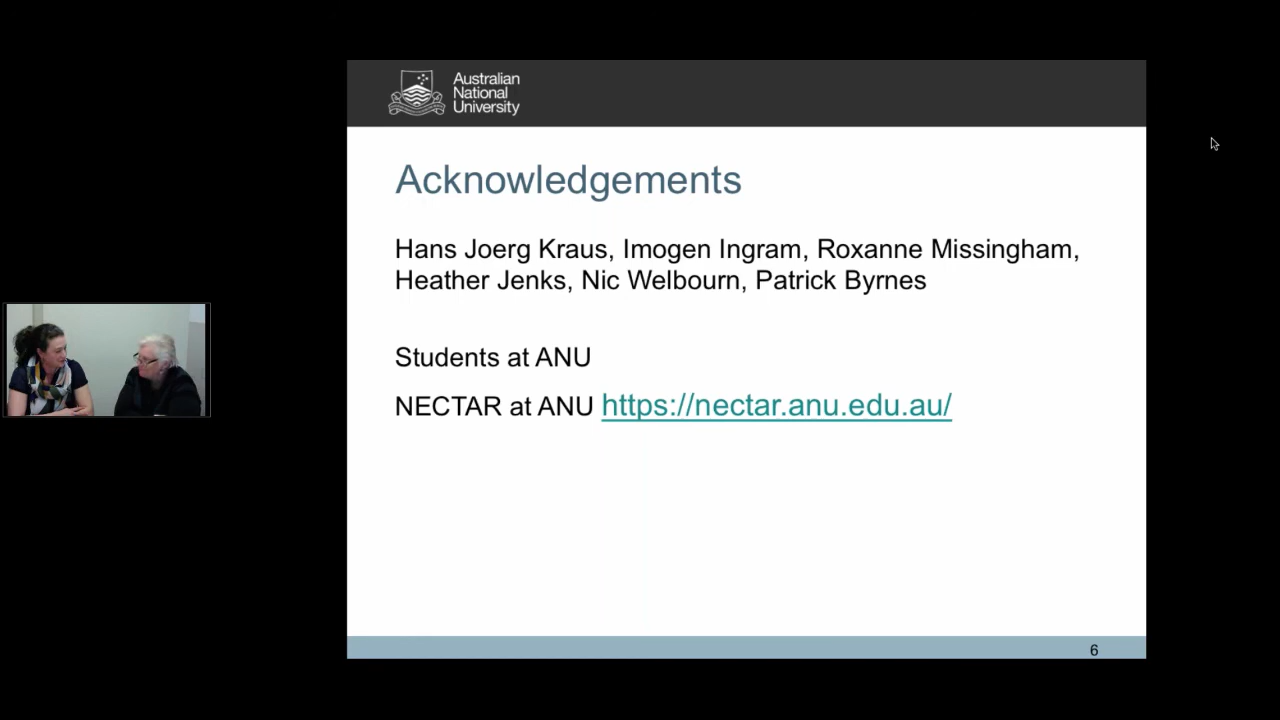 Australian
National
University
Acknowledgements
Hans Joerg Kraus, Imogen Ingram, Roxanne Missingham,
Heather Jenks, Nic Welbourn, Patrick Byrnes
Students at ANU
NECTAR at ANU https://nectar.anu.edu.au/
6